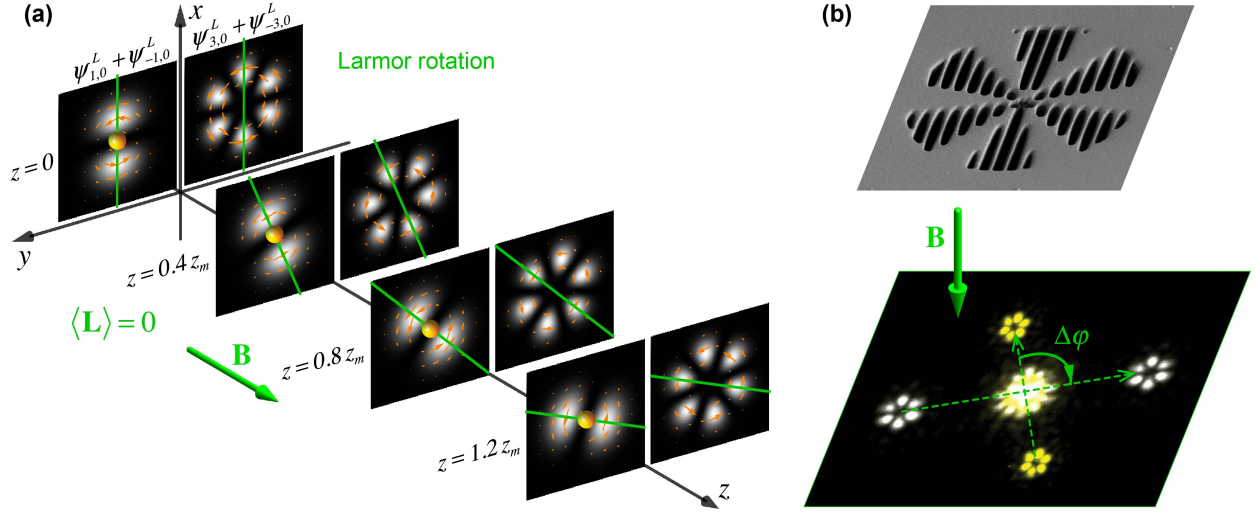 (a)
x
ψ^L_{1,0} + ψ^L_{-1,0}
ψ^L_{3,0} + ψ^L_{-3,0}
Larmor rotation
z = 0
y
z = 0.4 z_m
⟨L⟩ = 0
B
z = 0.8 z_m
z = 1.2 z_m
z
(b)
B
Δφ